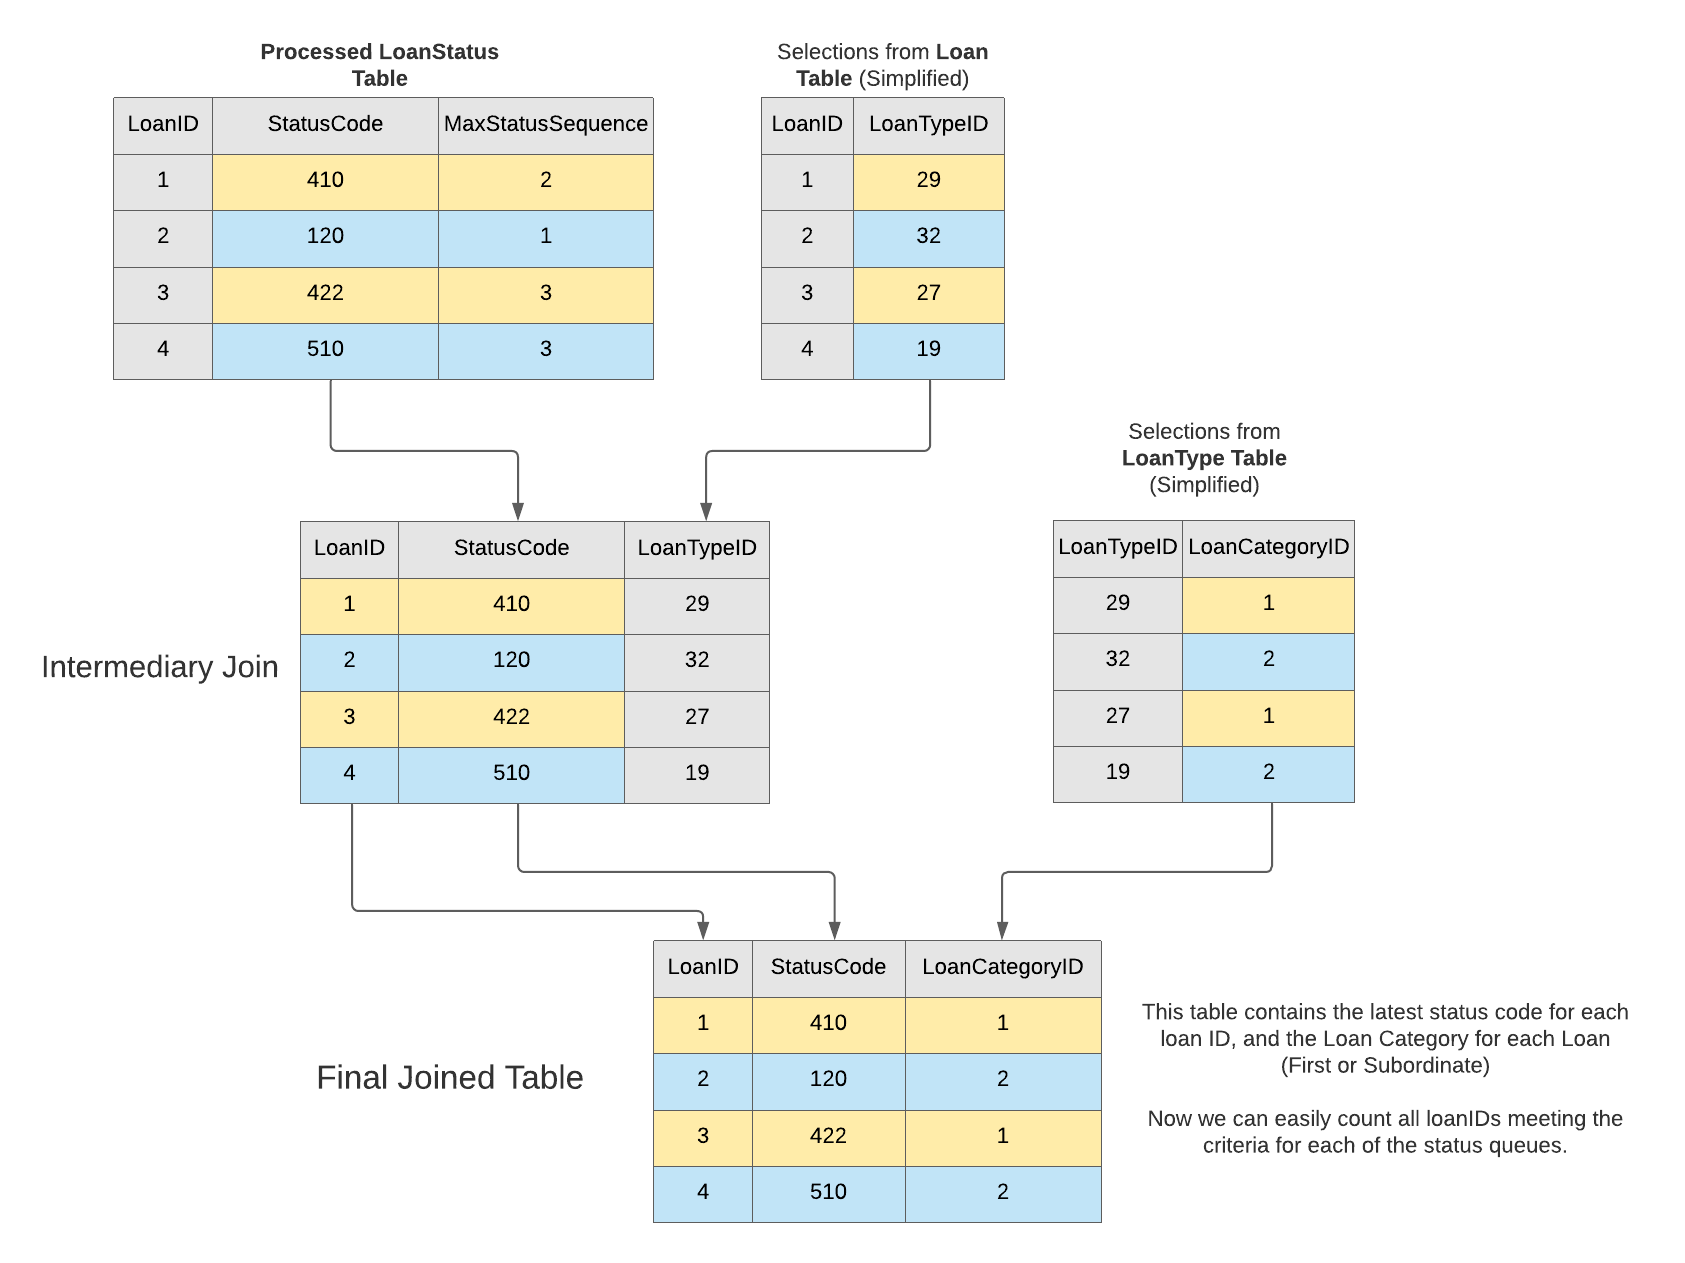 Processed LoanStatus
Table
LoanID StatusCode MaxStatusSequence
1 410 2
2 120 1
3 422 3
4 510 3
Selections from Loan
Table (Simplified)
LoanID LoanTypeID
1 29
2 32
3 27
4 19
Intermediary Join
LoanID StatusCode LoanTypeID
1 410 29
2 120 32
3 422 27
4 510 19
Selections from
LoanType Table
(Simplified)
LoanTypeID LoanCategoryID
29 1
32 2
27 1
19 2
Final Joined Table
LoanID StatusCode LoanCategoryID
1 410 1
2 120 2
3 422 1
4 510 2
This table contains the latest status code for each
loan ID, and the Loan Category for each Loan
(First or Subordinate)
Now we can easily count all loanIDs meeting the
criteria for each of the status queues.